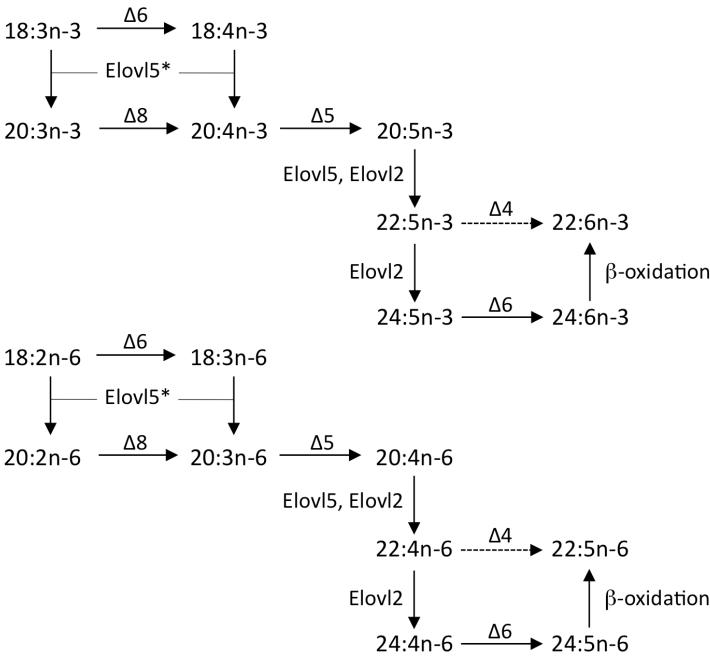 Δ6
18:3n-3 18:4n-3
Elovl5*
Δ8 Δ5
20:3n-3 20:4n-3 20:5n-3
Elovl5, Elovl2
Δ4
22:5n-3 22:6n-3
Elovl2 β-oxidation
Δ6
24:5n-3 24:6n-3
Δ6
18:2n-6 18:3n-6
Elovl5*
Δ8 Δ5
20:2n-6 20:3n-6 20:4n-6
Elovl5, Elovl2
Δ4
22:4n-6 22:5n-6
Elovl2 β-oxidation
Δ6
24:4n-6 24:5n-6